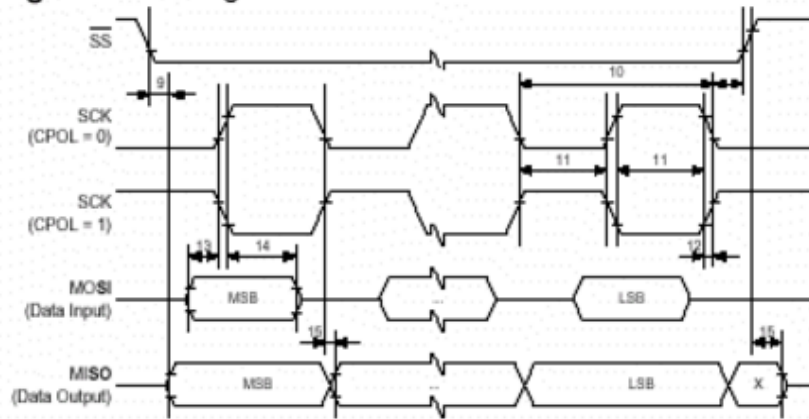 SS
9
10
SCK
(CPOL = 0)
11
11
SCK
(CPOL = 1)
13
14
12
MOSI
(Data Input)
MSB
...
LSB
15
15
MISO
(Data Output)
MSB
...
LSB
X